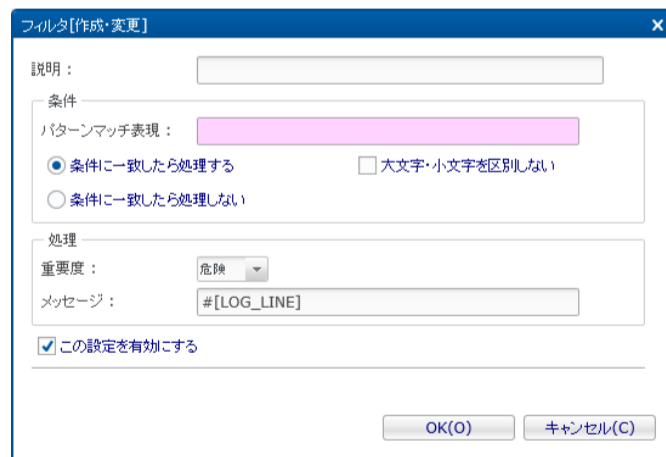 フィルタ[作成・変更]
説明：
条件
パターンマッチ表現：
条件に一致したら処理する
大文字・小文字を区別しない
条件に一致したら処理しない
処理
重要度：
危険
メッセージ：
#[LOG_LINE]
この設定を有効にする
OK(O)
キャンセル(C)